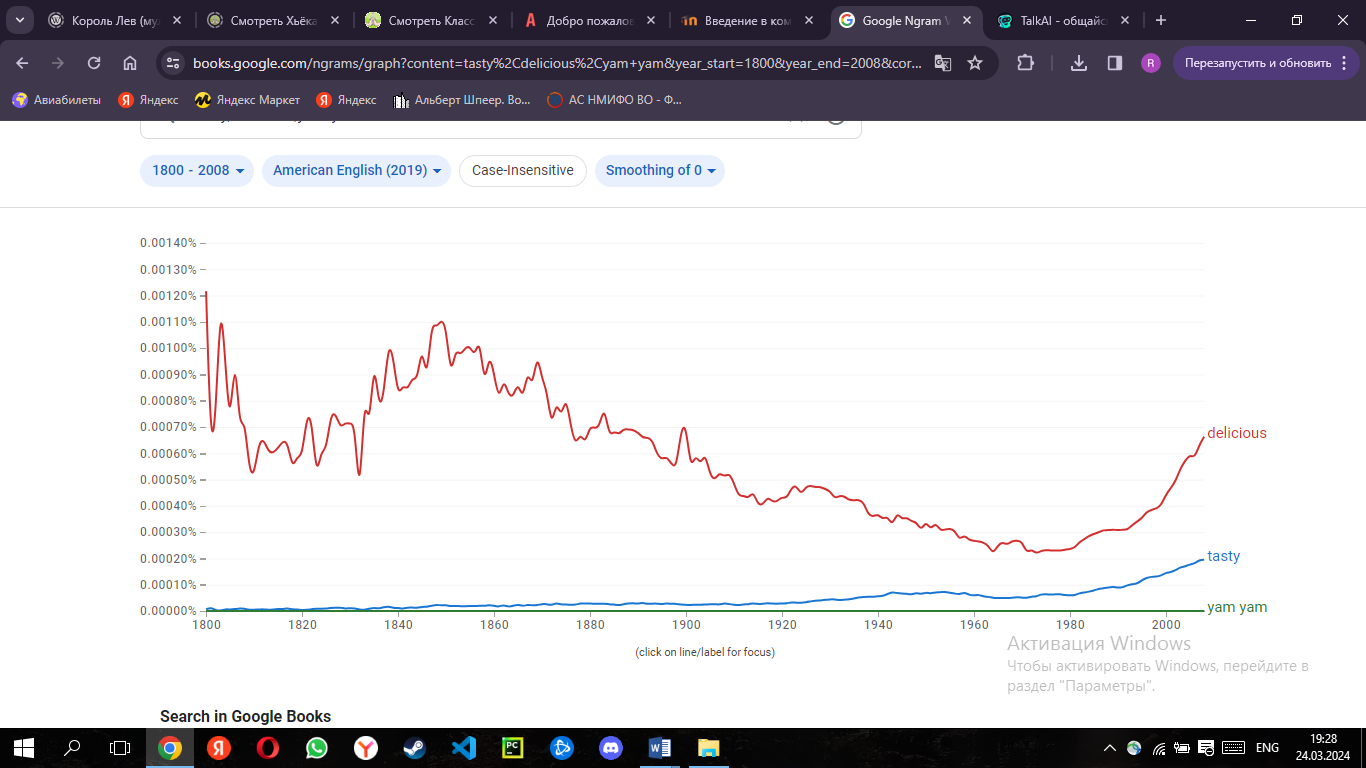 Король Лев (му
Смотреть Хьёка
Смотреть Класс
Добро пожалов
Введение в ком
Google Ngram V
TalkAI - общайс
books.google.com/ngrams/graph?content=tasty%2Cdelicious%2Cyam+yam&year_start=1800&year_end=2008&cor...
R
Перезапустить и обновить
Авиабилеты
Яндекс
Яндекс Маркет
Яндекс
Альберт Шпеер. Во...
АС НМИФО ВО - Ф...
1800 - 2008
American English (2019)
Case-Insensitive
Smoothing of 0
0.00140%
0.00130%
0.00120%
0.00110%
0.00100%
0.00090%
0.00080%
0.00070%
0.00060%
0.00050%
0.00040%
0.00030%
0.00020%
0.00010%
0.00000%
delicious
tasty
yam yam
1800 1820 1840 1860 1880 1900 1920 1940 1960 1980 2000
(click on line/label for focus)
Активация Windows
Чтобы активировать Windows, перейдите в
раздел "Параметры".
Search in Google Books
ENG
19:28
24.03.2024